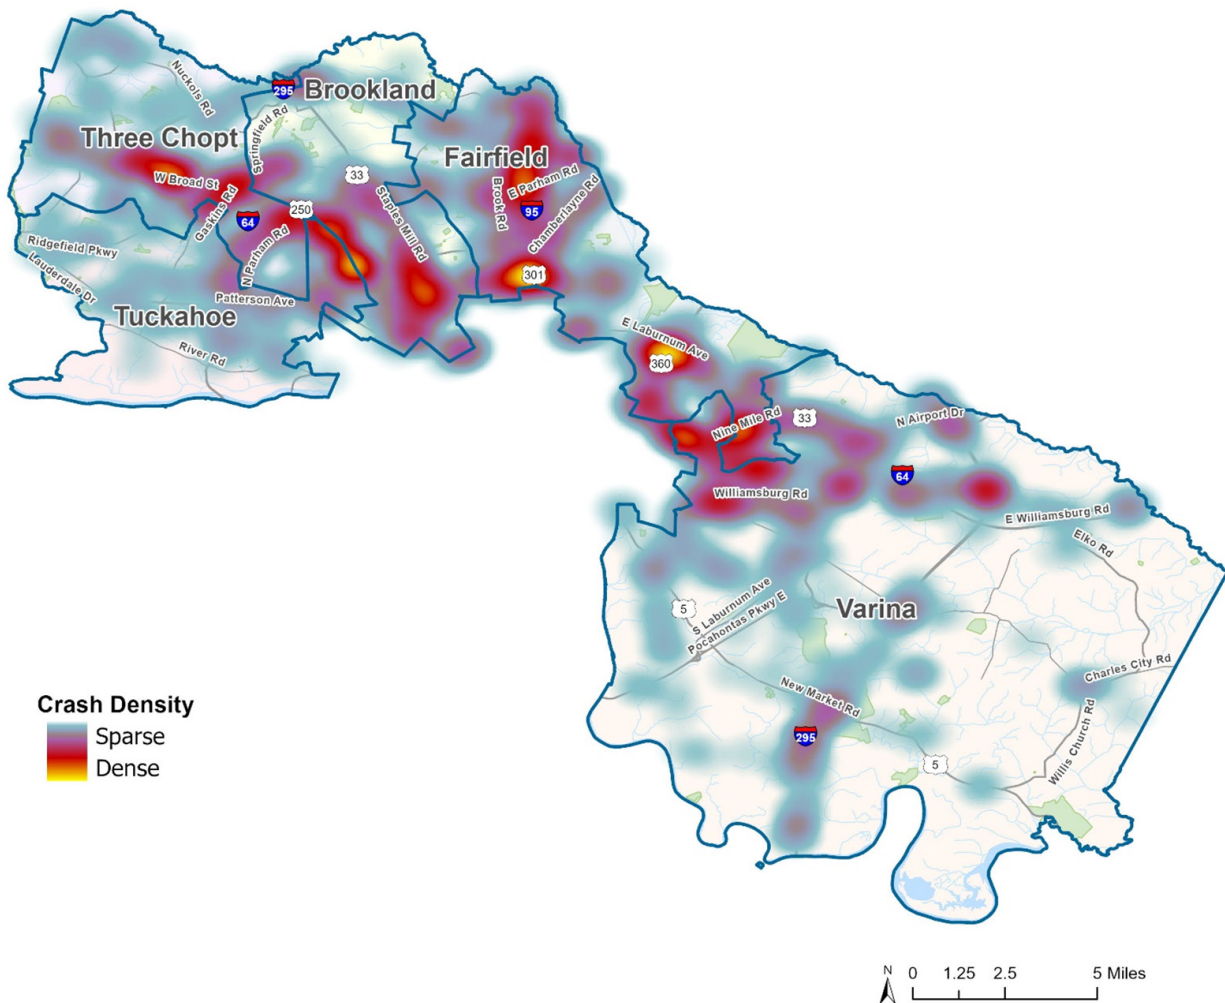 Nuckols Rd
295
Brookland
Three Chopt
Springfield Rd
Fairfield
33
W Broad St
E Parham Rd
Brook Rd
Staples Mill Rd
Gaskins Rd
250
64
95
Chamberlayne Rd
Ridgefield Pkwy
N Parham Rd
Lauderdale Dr
301
Patterson Ave
Tuckahoe
River Rd
E Laburnum Ave
360
Nine Mile Rd
33
N Airport Dr
64
Williamsburg Rd
E Williamsburg Rd
Elko Rd
S Laburnum Ave
Pocahontas Pkwy E
5
Varina
Charles City Rd
New Market Rd
295
Willis Church Rd
5
Crash Density
Sparse
Dense
N
0 1.25 2.5 5 Miles